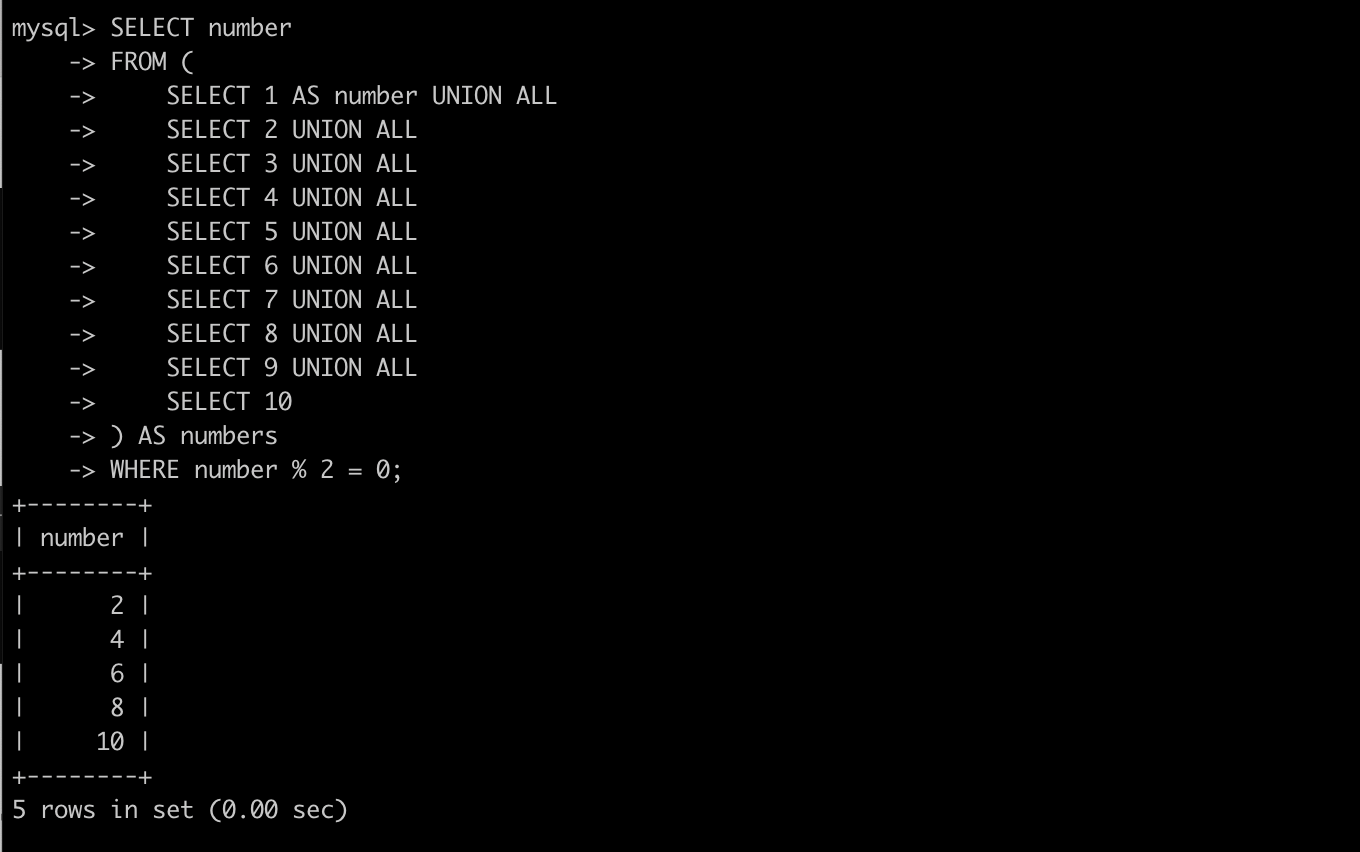 mysql> SELECT number
    -> FROM (
    ->     SELECT 1 AS number UNION ALL
    ->     SELECT 2 UNION ALL
    ->     SELECT 3 UNION ALL
    ->     SELECT 4 UNION ALL
    ->     SELECT 5 UNION ALL
    ->     SELECT 6 UNION ALL
    ->     SELECT 7 UNION ALL
    ->     SELECT 8 UNION ALL
    ->     SELECT 9 UNION ALL
    ->     SELECT 10
    -> ) AS numbers
    -> WHERE number % 2 = 0;
+--------+
| number |
+--------+
|      2 |
|      4 |
|      6 |
|      8 |
|     10 |
+--------+
5 rows in set (0.00 sec)